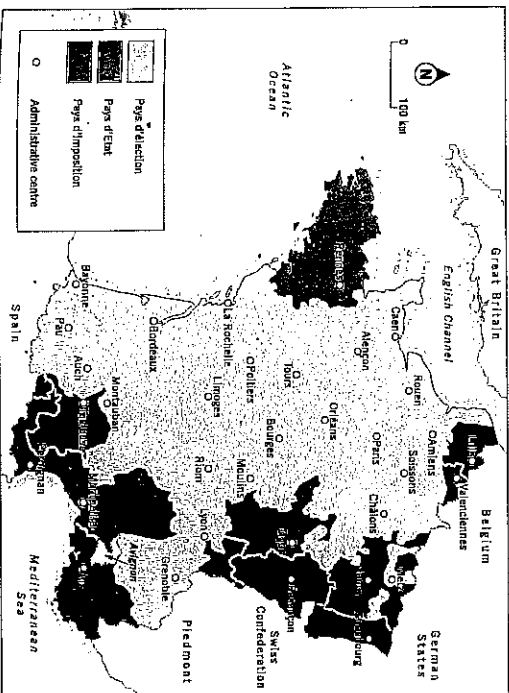 Great Britain
English Channel
Belgium
German
States
Swiss
Confederation
Piedmont
Mediterranean
Sea
Spain
Atlantic
Ocean
N
0
100 km
Lille
Valenciennes
Amiens
Rouen
Soissons
Caen
Paris
Châlons
Metz
Alençon
Rennes
Orléans
Tours
Bourges
Dijon
Besançon
Poitiers
Moulins
La Rochelle
Limoges
Riom
Lyon
Grenoble
Bordeaux
Montauban
Avignon
Auch
Bayonne
Pau
Pays d'élection
Pays d'Etat
Pays d'Imposition
Administrative centre